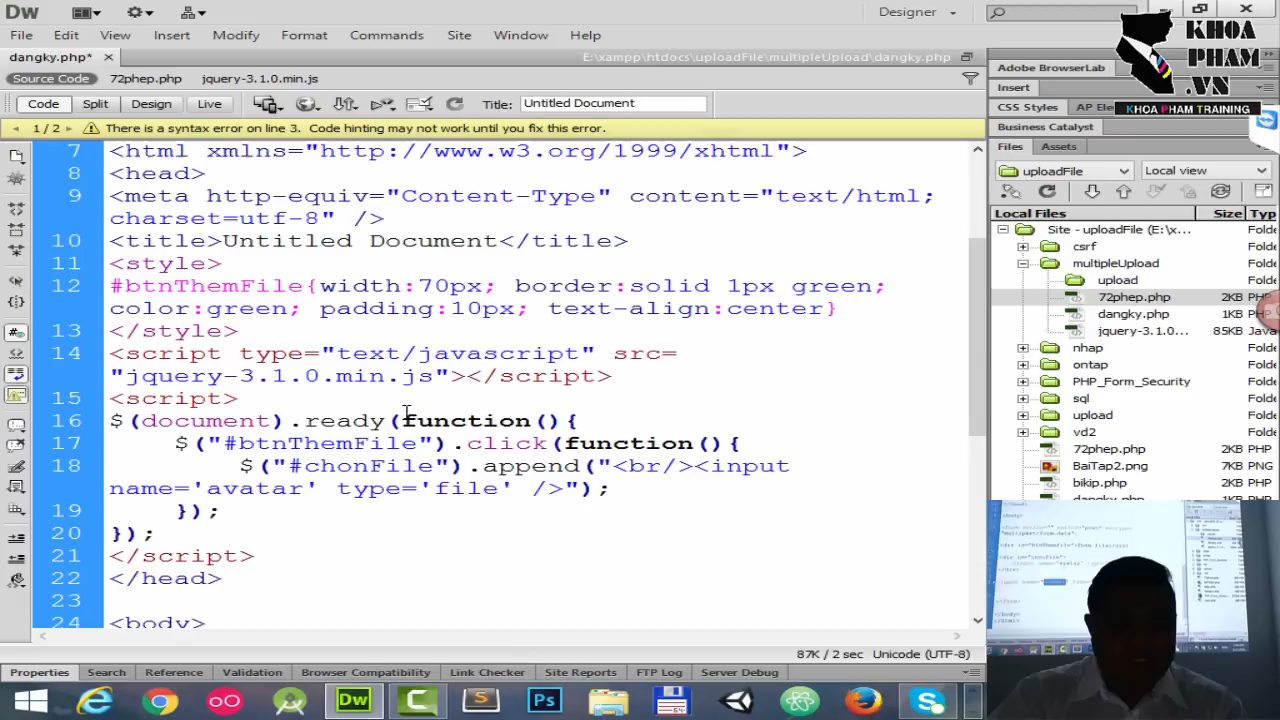 Dw
Designer
File Edit View Insert Modify Format Commands Site Window Help
dangky.php*
E:\xampp\htdocs\uploadFile\multipleUpload\dangky.php
Source Code 72phep.php jquery-3.1.0.min.js
Code Split Design Live Title: Untitled Document
1 / 2 There is a syntax error on line 3. Code hinting may not work until you fix this error.
7 <html xmlns="http://www.w3.org/1999/xhtml">
8 <head>
9 <meta http-equiv="Content-Type" content="text/html;
charset=utf-8" />
10 <title>Untitled Document</title>
11 <style>
12 #btnThemFile{width:70px; border:solid 1px green;
color:green; padding:10px; text-align:center}
13 </style>
14 <script type="text/javascript" src=
"jquery-3.1.0.min.js"></script>
15 <script>
16 $(document).ready(function(){
17 $("#btnThemFile").click(function(){
18 $("#chonFile").append("<br/><input
name='avatar' type='file' />");
19 });
20 });
21 </script>
22 </head>
23
24 <body>
87K / 2 sec Unicode (UTF-8)
Properties Search Reference Validation Browser Compatibility Link Checker Site Reports FTP Log Server Debug
KHOA
PHAM
.VN
KHOA PHAM TRAINING
Adobe BrowserLab
Insert
CSS Styles AP Ele
Business Catalyst
Files Assets
uploadFile Local view
Local Files Size Typ
Site - uploadFile (E:\x... Folde
csrf Folde
multipleUpload Folde
upload Folde
72phep.php 2KB PHP
dangky.php 1KB PHP
jquery-3.1.0... 85KB Java
nhap Folde
ontap Folde
PHP_Form_Security Folde
sql Folde
upload Folde
vd2 Folde
72phep.php 2KB PHP
BaiTap2.png 7KB PNG
bikip.php 2KB PHP
dangky.php 1KB PHP
Dw
Ps